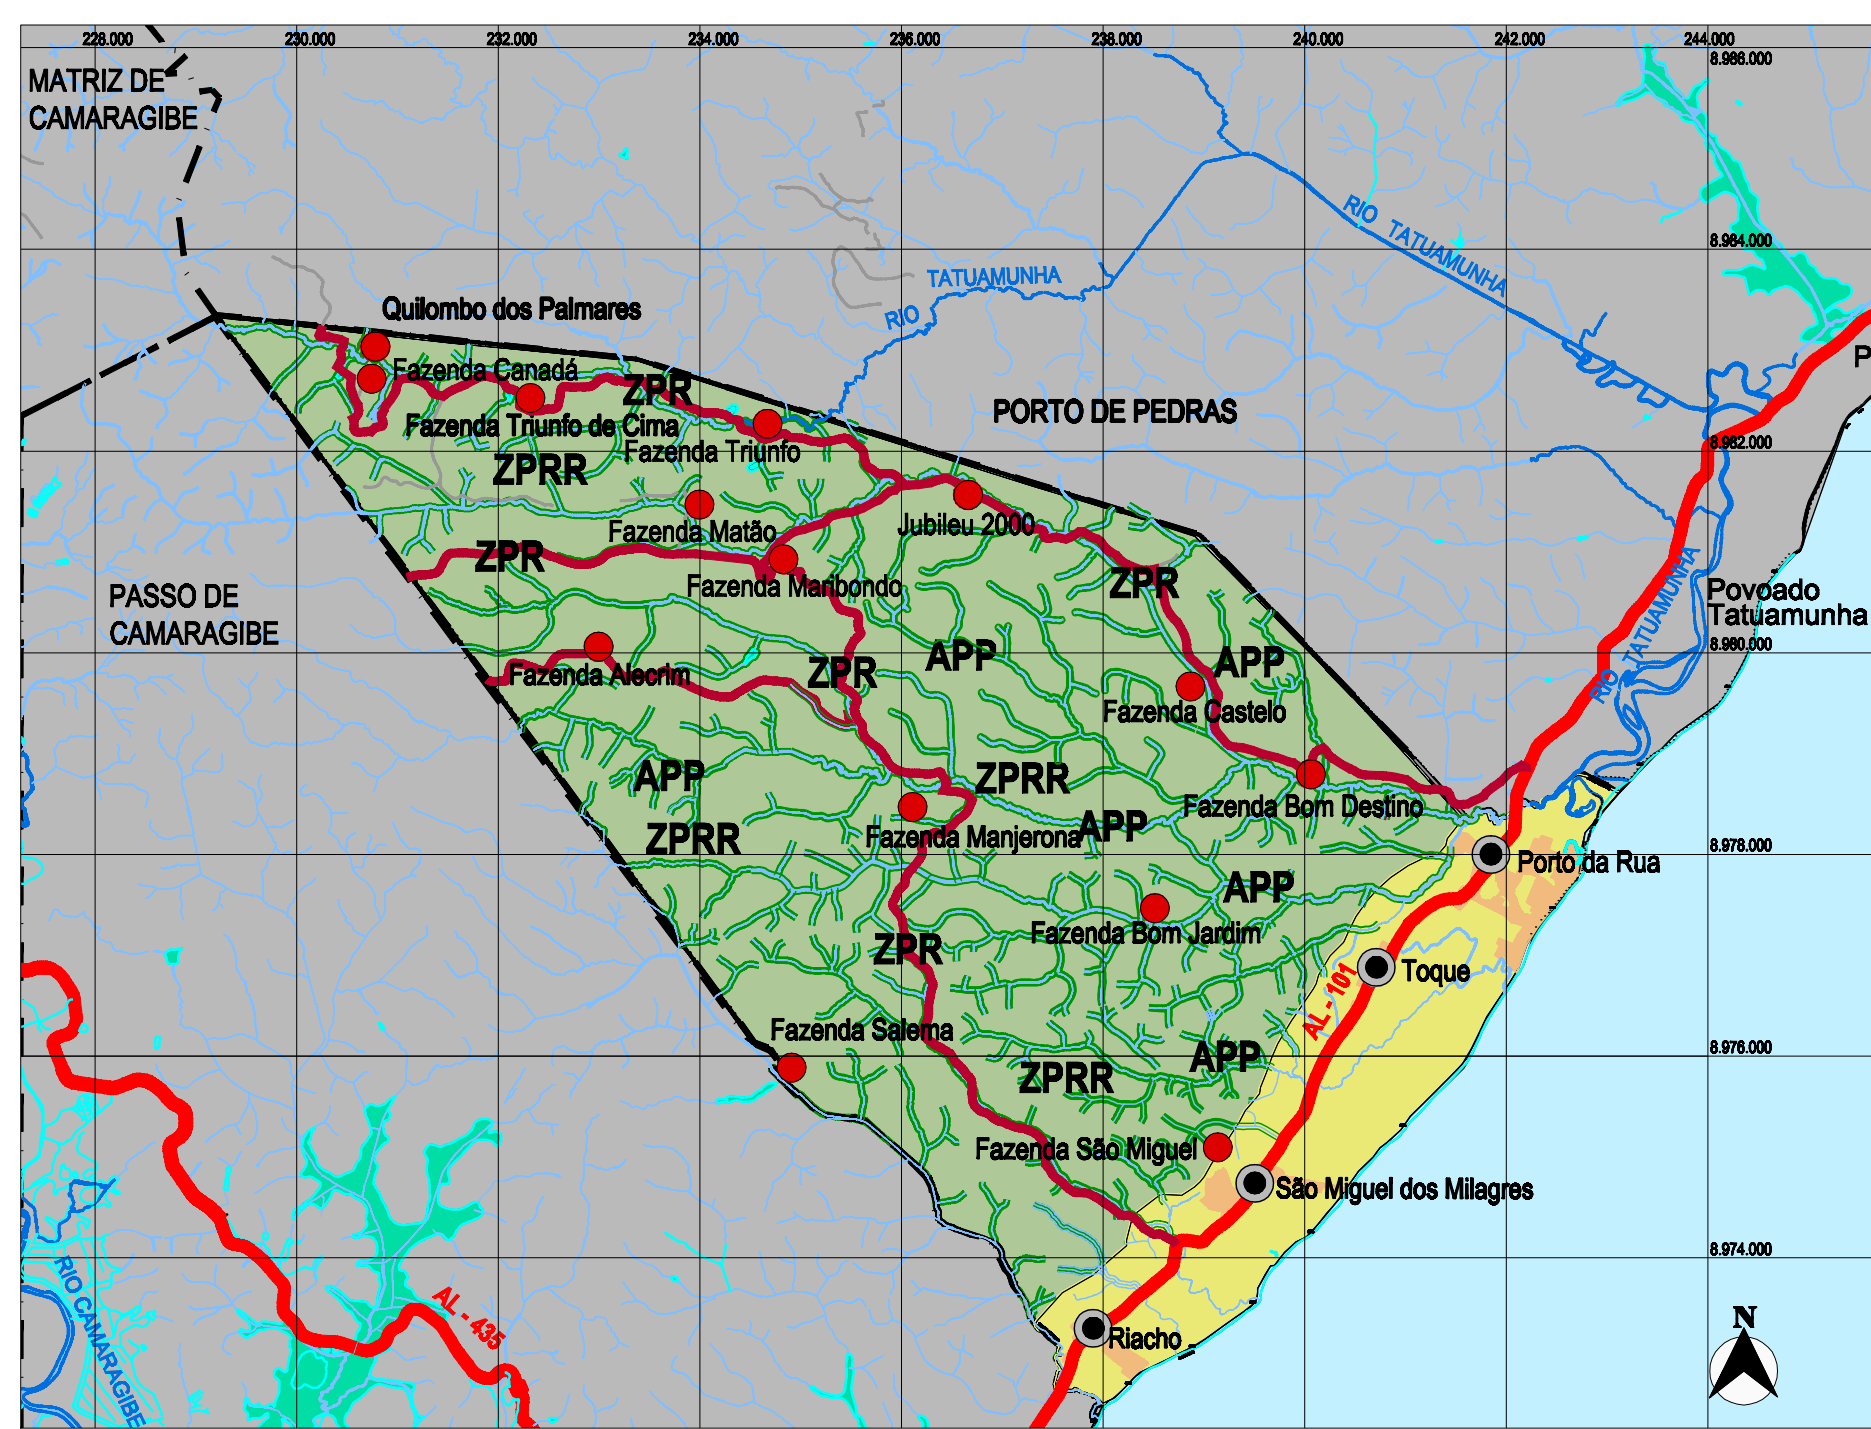 228.000
230.000
232.000
234.000
236.000
238.000
240.000
242.000
244.000
8.986.000
MATRIZ DE
CAMARAGIBE
RIO TATUAMUNHA
8.984.000
TATUAMUNHA
RIO
Quilombo dos Palmares
P
Fazenda Canadá
ZPR
PORTO DE PEDRAS
Fazenda Triunfo de Cima
Fazenda Triunfo
8.982.000
ZPRR
Jubileu 2000
Fazenda Matão
ZPR
Fazenda Maribondo
ZPR
PASSO DE
CAMARAGIBE
Povoado
Tatuamunha
RIO TATUAMUNHA
8.980.000
APP
APP
Fazenda Alecrim
ZPR
Fazenda Castelo
APP
ZPRR
Fazenda Bom Destino
APP
ZPRR
Fazenda Manjerona
8.978.000
Porto da Rua
APP
Fazenda Bom Jardim
ZPR
Toque
AL - 101
Fazenda Salema
8.976.000
APP
ZPRR
Fazenda São Miguel
São Miguel dos Milagres
8.974.000
RIO CAMARAGIBE
AL - 435
Riacho
N